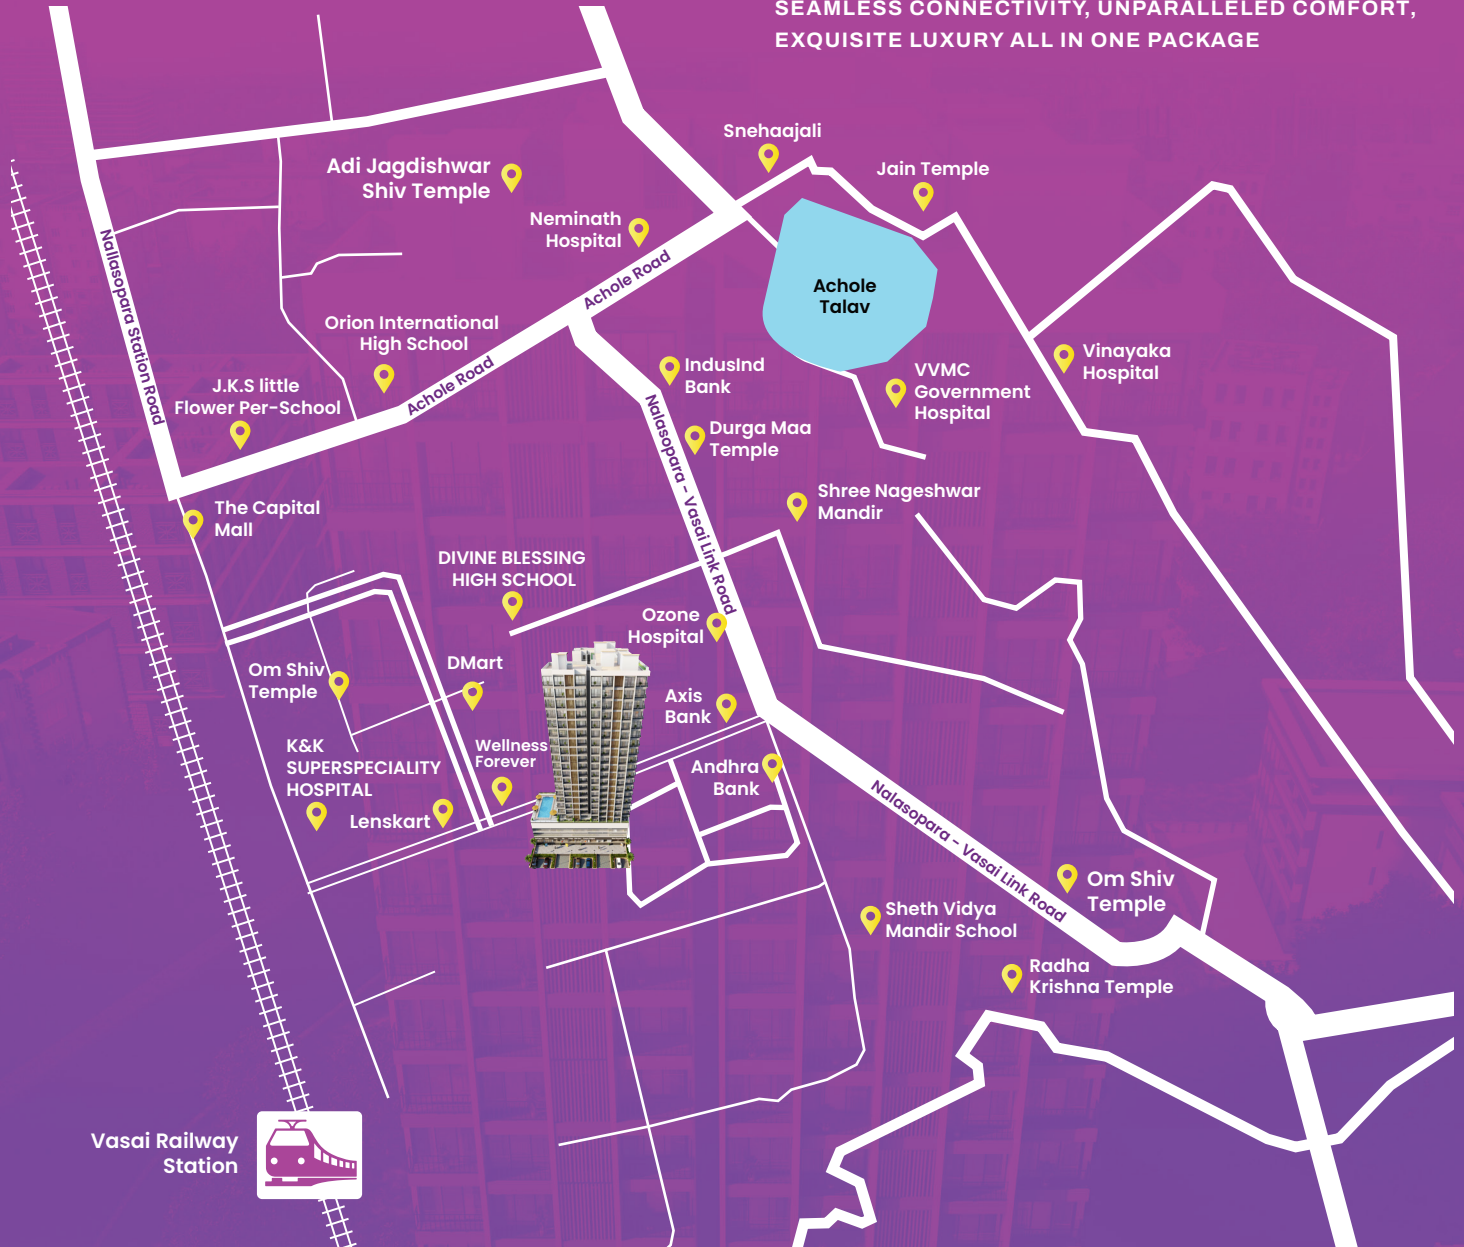 SEAMLESS CONNECTIVITY, UNPARALLELED COMFORT,
EXQUISITE LUXURY ALL IN ONE PACKAGE
Snehaajali
Jain Temple
Adi Jagdishwar
Shiv Temple
Neminath
Hospital
Achole Road
Nallasopara Station Road
Achole
Talav
Orion International
High School
Achole Road
J.K.S little
Flower Per-School
IndusInd
Bank
VVMC
Government
Hospital
Vinayaka
Hospital
Durga Maa
Temple
Nalasopara - Vasai Link Road
Shree Nageshwar
Mandir
The Capital
Mall
DIVINE BLESSING
HIGH SCHOOL
Ozone
Hospital
Om Shiv
Temple
DMart
Axis
Bank
K&K
SUPERSPECIALITY
HOSPITAL
Wellness
Forever
Andhra
Bank
Lenskart
Nalasopara - Vasai Link Road
Om Shiv
Temple
Sheth Vidya
Mandir School
Radha
Krishna Temple
Vasai Railway
Station